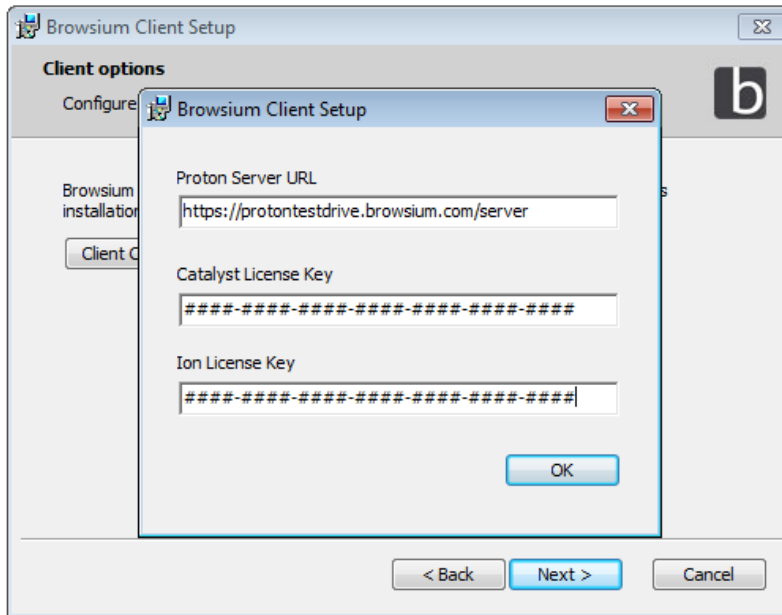 Browsium Client Setup
Client options
Configure
Browsium Client Setup
Proton Server URL
Browsium
https://protontestdrive.browsium.com/server
installation
Client C
Catalyst License Key
####-####-####-####-####-####-####
Ion License Key
####-####-####-####-####-####-####
OK
< Back Next > Cancel
b